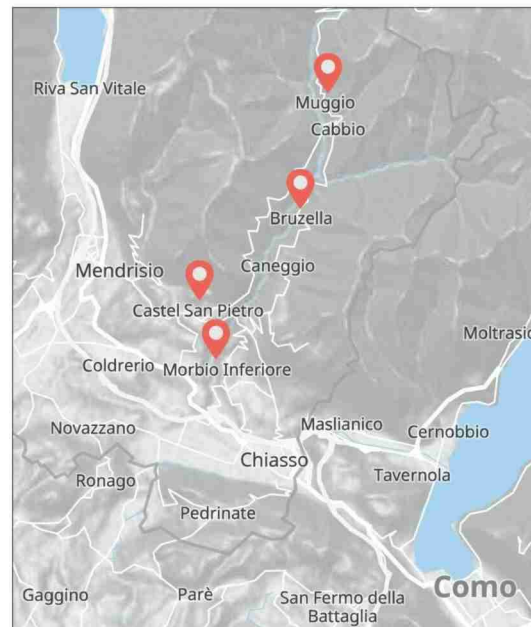 Riva San Vitale
Muggio
Cabbio
Bruzella
Caneggio
Mendrisio
Castel San Pietro
Moltrasio
Coldrerio
Morbio Inferiore
Novazzano
Maslianico
Cernobbio
Chiasso
Ronago
Tavernola
Pedrinate
Como
Gaggino
Parè
San Fermo della
Battaglia